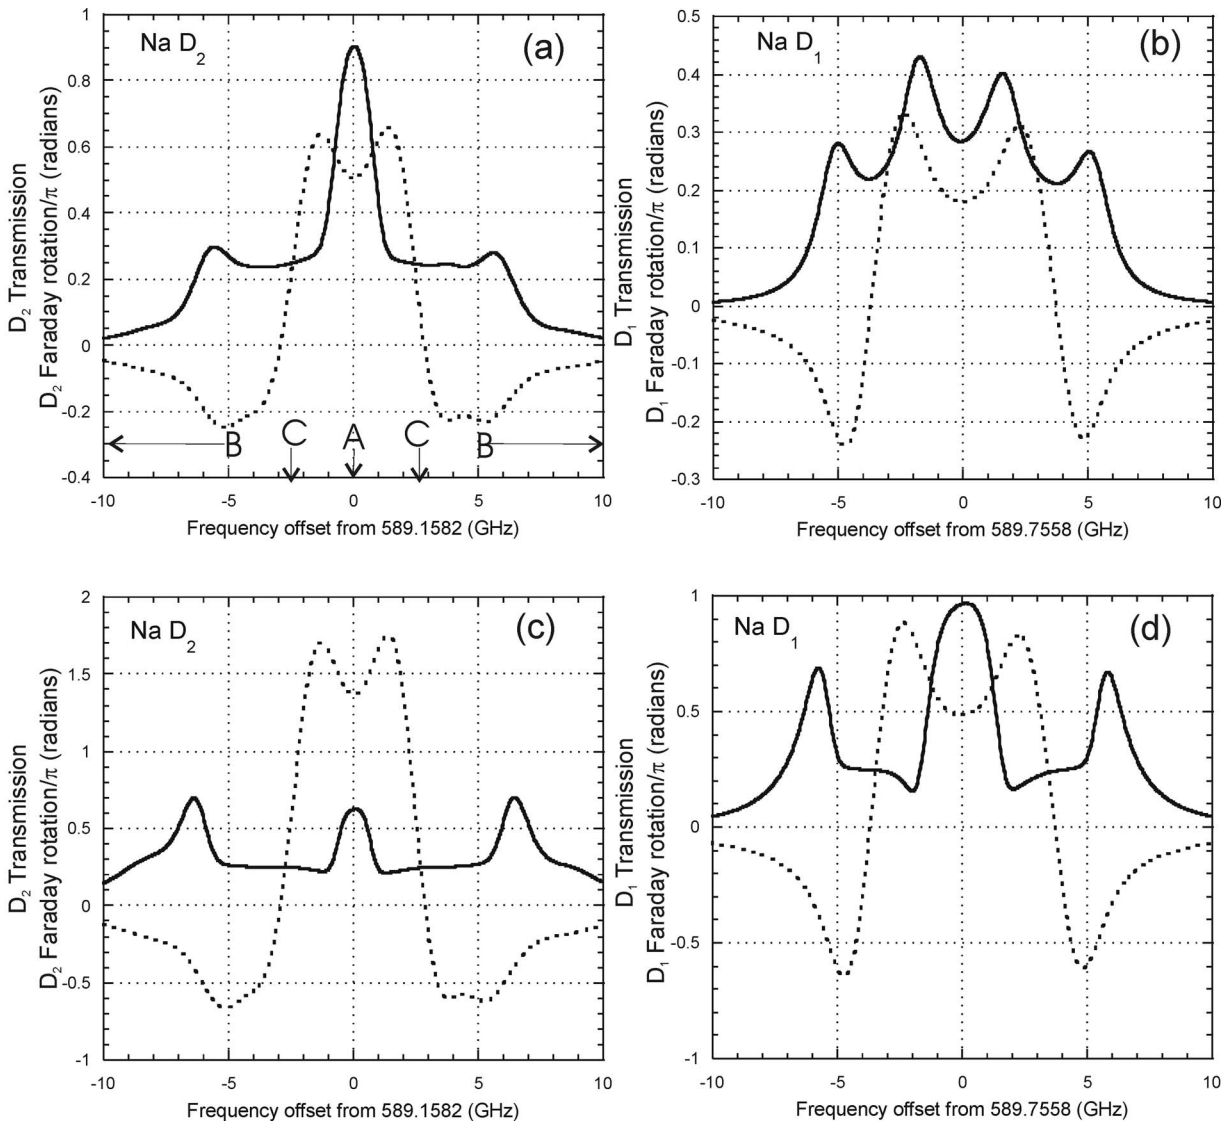 Na D2
(a)
D2 Transmission
D2 Faraday rotation/π (radians)
1
0.8
0.6
0.4
0.2
0
-0.2
-0.4
B
C
A
C
B
-10
-5
0
5
10
Frequency offset from 589.1582 (GHz)
Na D1
(b)
D1 Transmission
D1 Faraday rotation/π (radians)
0.5
0.4
0.3
0.2
0.1
0
-0.1
-0.2
-0.3
-10
-5
0
5
10
Frequency offset from 589.7558 (GHz)
Na D2
(c)
D2 Transmission
D2 Faraday rotation/π (radians)
2
1.5
1
0.5
0
-0.5
-1
-10
-5
0
5
10
Frequency offset from 589.1582 (GHz)
Na D1
(d)
D1 Transmission
D1 Faraday rotation/π (radians)
1
0.5
0
-0.5
-1
-10
-5
0
5
10
Frequency offset from 589.7558 (GHz)